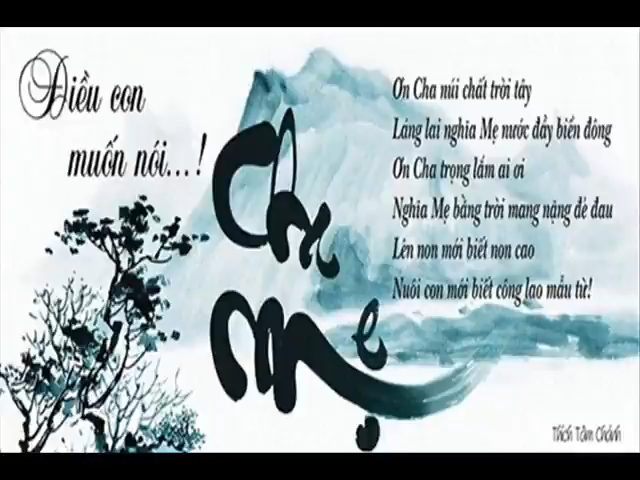 Điều con
muốn nói...!
Cha
Mẹ
Ơn Cha núi chất trời tây
Láng lai nghĩa Mẹ nước đầy biển đông
Ơn Cha trọng lắm ai ơi
Nghĩa Mẹ bằng trời mang nặng đẻ đau
Lên non mới biết non cao
Nuôi con mới biết công lao mẫu từ!
Thích Tâm Chánh